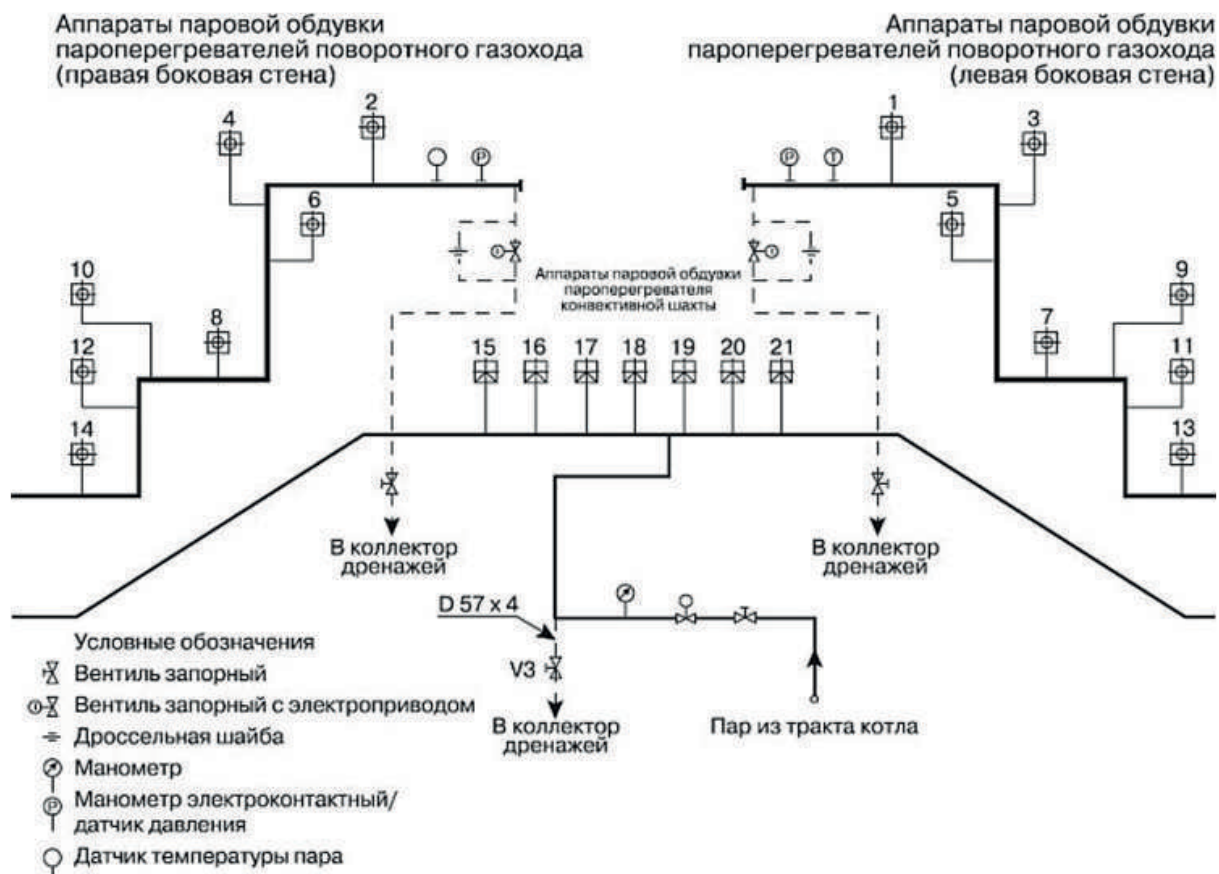 Аппараты паровой обдувки
пароперегревателей поворотного газохода
(правая боковая стена)
Аппараты паровой обдувки
пароперегревателей поворотного газохода
(левая боковая стена)
2
4
P
6
10
8
12
14
1
P
T
3
5
9
7
11
13
Аппараты паровой обдувки
пароперегревателя
конвективной шахты
15 16 17 18 19 20 21
В коллектор
дренажей
В коллектор
дренажей
D 57 x 4
V3
В коллектор
дренажей
Пар из тракта котла
Условные обозначения
Вентиль запорный
Вентиль запорный с электроприводом
Дроссельная шайба
Манометр
P
Манометр электроконтактный/
датчик давления
Датчик температуры пара